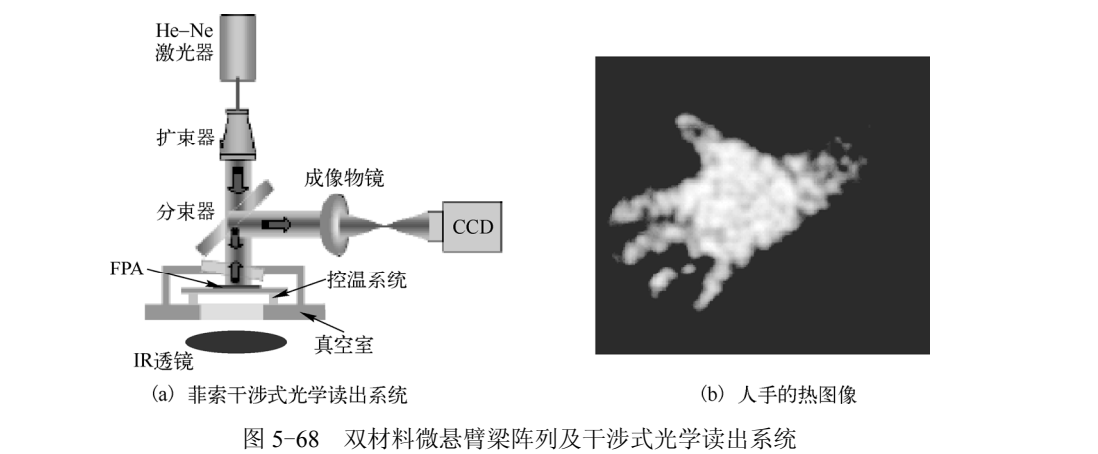 He–Ne
激光器
扩束器
成像物镜
分束器
CCD
FPA
控温系统
真空室
IR透镜
(a) 菲索干涉式光学读出系统
(b) 人手的热图像
图 5-68 双材料微悬臂梁阵列及干涉式光学读出系统